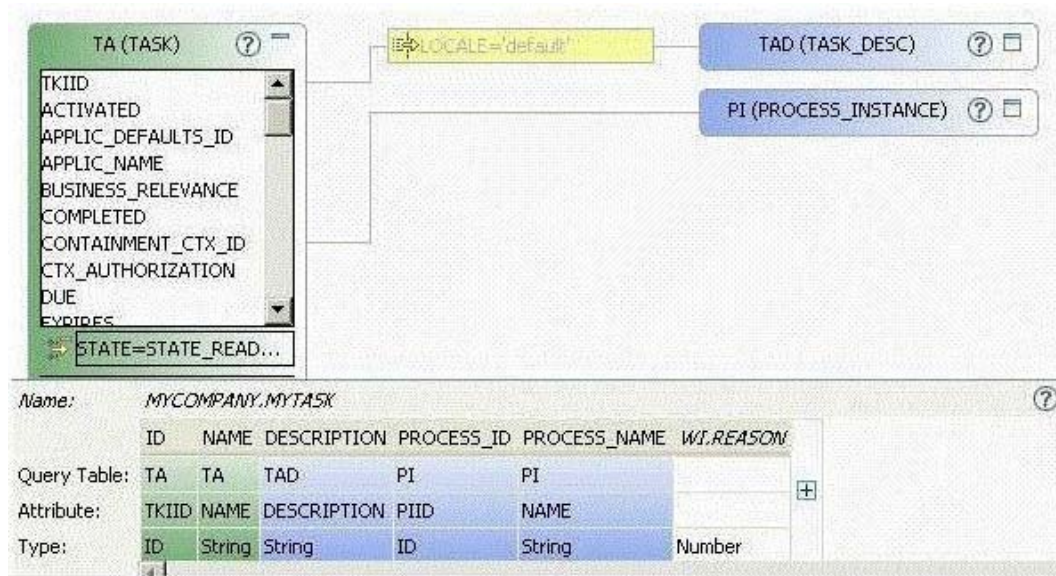 TA (TASK)
LOCALE='default'
TAD (TASK_DESC)
PI (PROCESS_INSTANCE)
TKIID
ACTIVATED
APPLIC_DEFAULTS_ID
APPLIC_NAME
BUSINESS_RELEVANCE
COMPLETED
CONTAINMENT_CTX_ID
CTX_AUTHORIZATION
DUE
EXPIRES
STATE=STATE_READ...
Name: MYCOMPANY.MYTASK
ID NAME DESCRIPTION PROCESS_ID PROCESS_NAME WI.REASON
Query Table: TA TA TAD PI PI
Attribute: TKIID NAME DESCRIPTION PIID NAME
Type: ID String String ID String Number